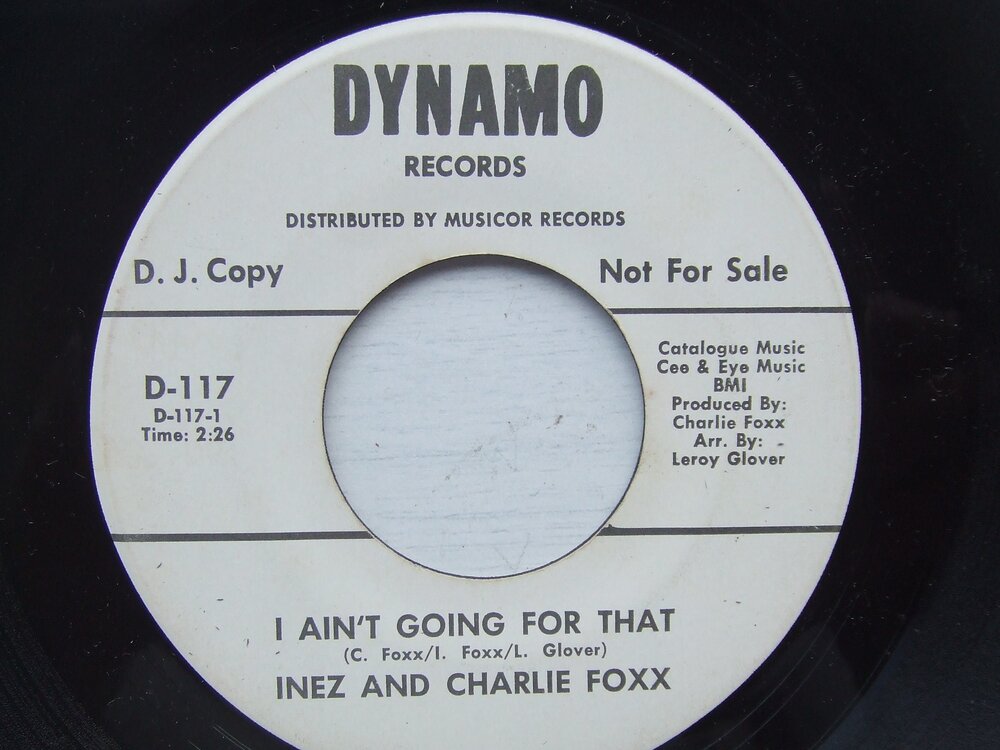 DYNAMO
RECORDS
DISTRIBUTED BY MUSICOR RECORDS
D. J. Copy
Not For Sale
D-117
D-117-1
Time: 2:26
Catalogue Music
Cee & Eye Music
BMI
Produced By:
Charlie Foxx
Arr. By:
Leroy Glover
I AIN'T GOING FOR THAT
(C. Foxx/I. Foxx/L. Glover)
INEZ AND CHARLIE FOXX